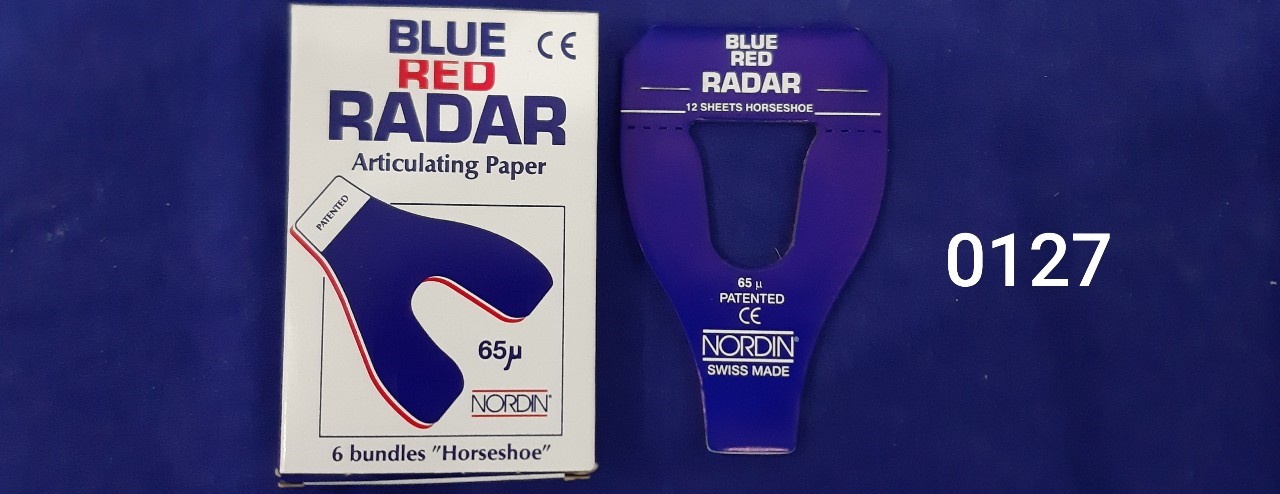 BLUE
RED
RADAR
CE
Articulating Paper
PATENTED
65µ
NORDIN®
6 bundles "Horseshoe"
BLUE
RED
RADAR
12 SHEETS HORSESHOE
65 µ
PATENTED
CE
NORDIN®
SWISS MADE
0127